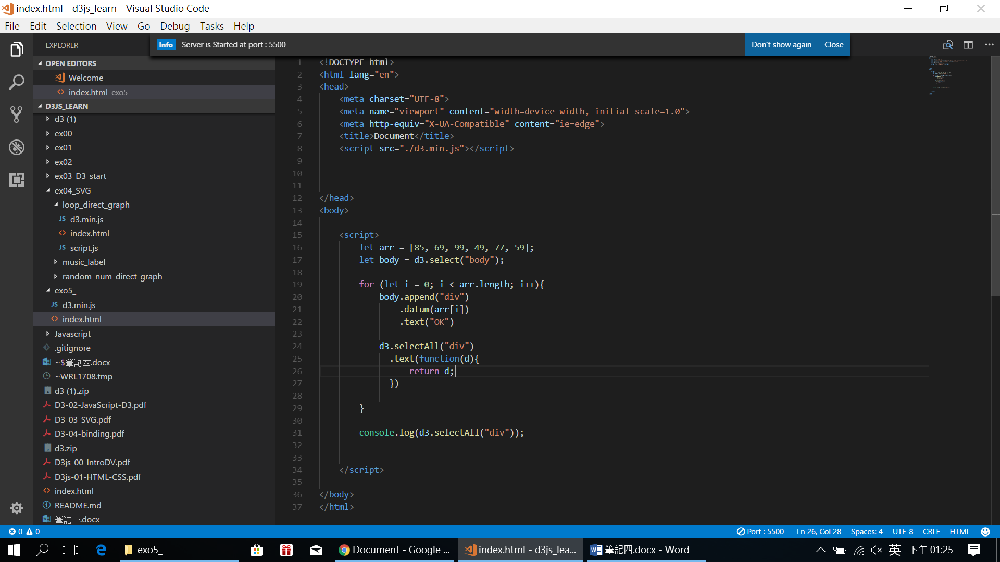 index.html - d3js_learn - Visual Studio Code
File Edit Selection View Go Debug Tasks Help
EXPLORER
Info Server is Started at port : 5500 Don't show again Close
OPEN EDITORS
Welcome
index.html exo5_
D3JS_LEARN
d3 (1)
ex00
ex01
ex02
ex03_D3_start
ex04_SVG
loop_direct_graph
JS d3.min.js
index.html
JS script.js
music_label
random_num_direct_graph
exo5_
JS d3.min.js
index.html
Javascript
.gitignore
~$筆記四.docx
~WRL1708.tmp
d3 (1).zip
D3-02-JavaScript-D3.pdf
D3-03-SVG.pdf
D3-04-binding.pdf
d3.zip
D3js-00-IntroDV.pdf
D3js-01-HTML-CSS.pdf
index.html
README.md
筆記一.docx
1 <!DOCTYPE html>
2 <html lang="en">
3 <head>
4 <meta charset="UTF-8">
5 <meta name="viewport" content="width=device-width, initial-scale=1.0">
6 <meta http-equiv="X-UA-Compatible" content="ie=edge">
7 <title>Document</title>
8 <script src="./d3.min.js"></script>
9
10
11
12 </head>
13 <body>
14
15 <script>
16 let arr = [85, 69, 99, 49, 77, 59];
17 let body = d3.select("body");
18
19 for (let i = 0; i < arr.length; i++){
20 body.append("div")
21 .datum(arr[i])
22 .text("OK")
23
24 d3.selectAll("div")
25 .text(function(d){
26 return d;
27 })
28
29 }
30
31 console.log(d3.selectAll("div"));
32
33
34 </script>
35
36 </body>
37 </html>
0 0 Port : 5500 Ln 26, Col 28 Spaces: 4 UTF-8 CRLF HTML
exo5_ Document - Google ... index.html - d3js_lea... 筆記四.docx - Word 英 下午 01:25